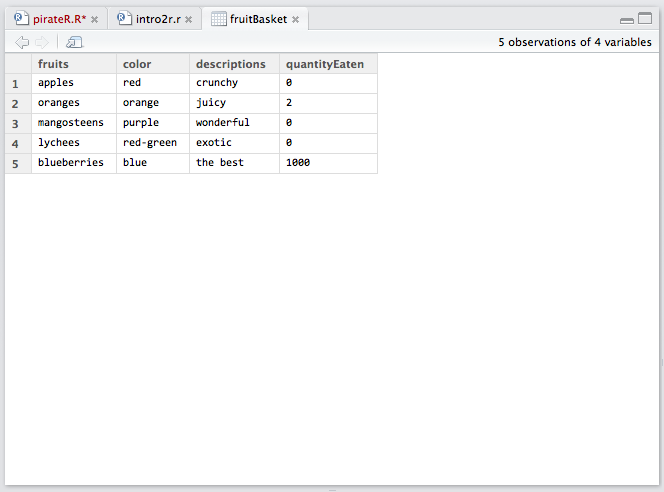 pirateR.R* intro2r.r fruitBasket
5 observations of 4 variables
fruits color descriptions quantityEaten
1 apples red crunchy 0
2 oranges orange juicy 2
3 mangosteens purple wonderful 0
4 lychees red-green exotic 0
5 blueberries blue the best 1000